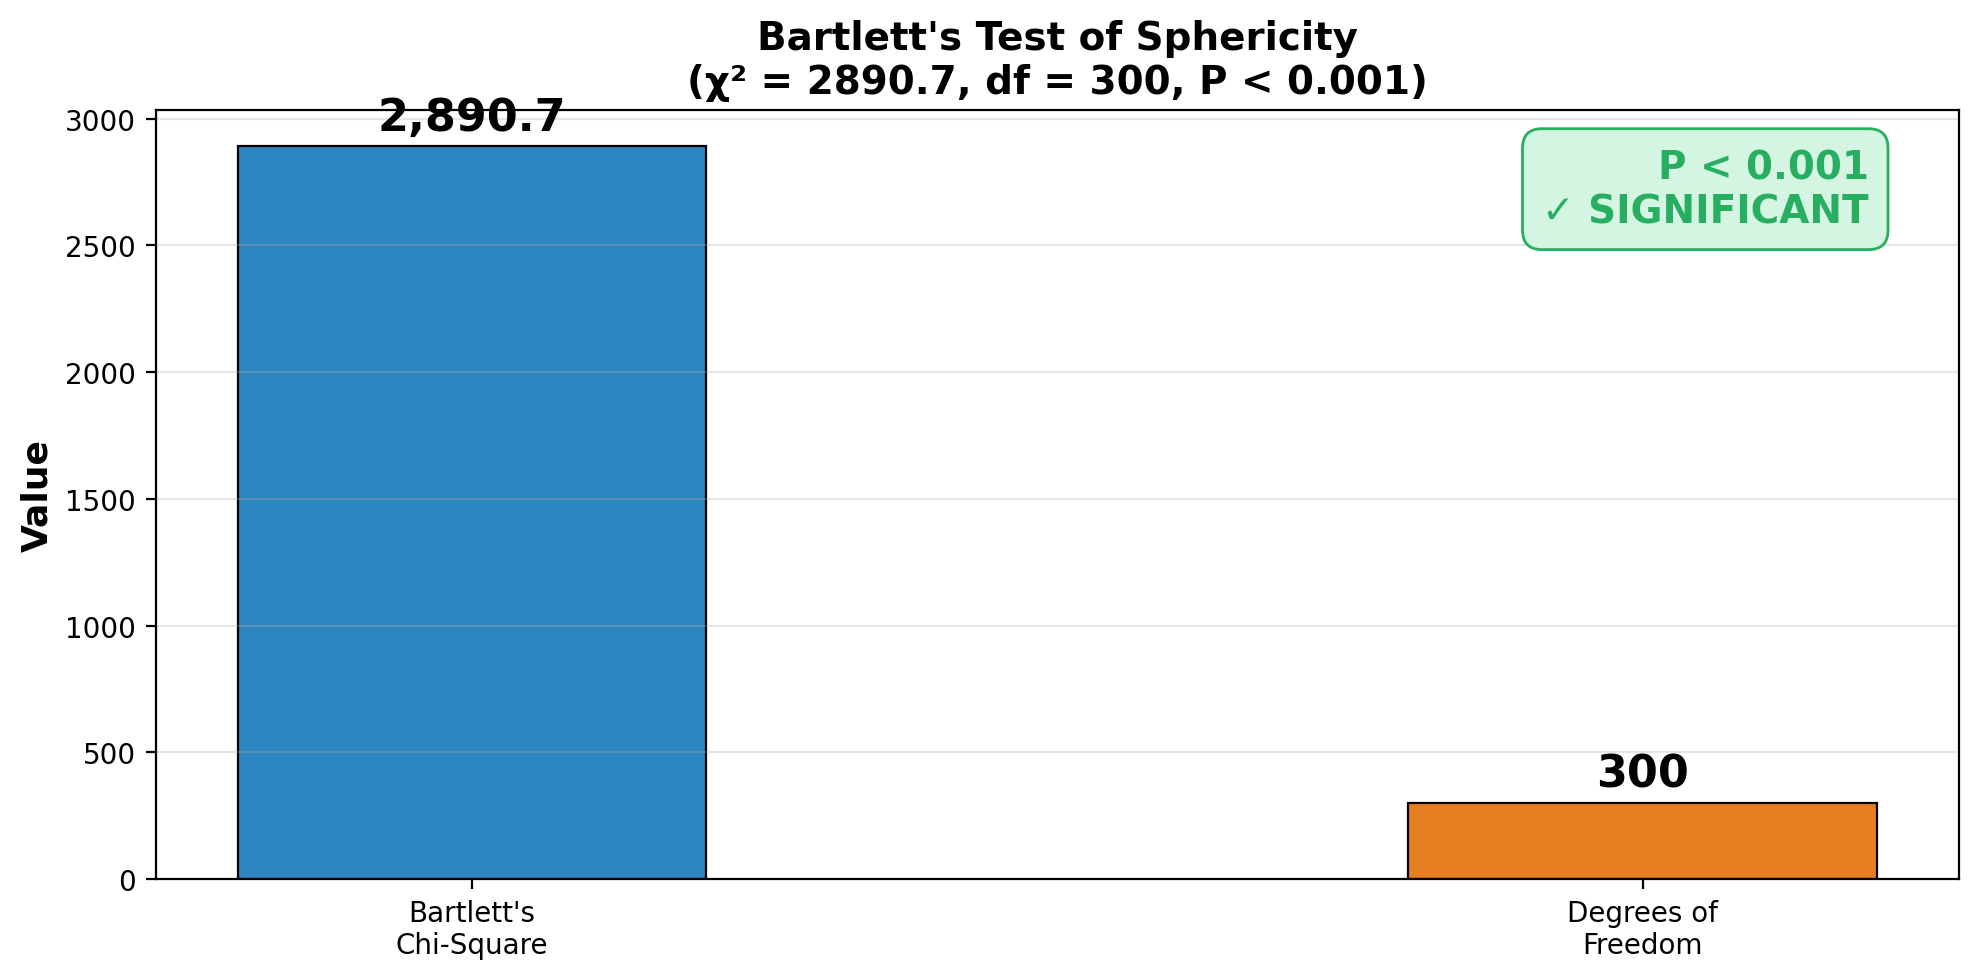 Bartlett's Test of Sphericity
(χ² = 2890.7, df = 300, P < 0.001)
2,890.7
P < 0.001
✓ SIGNIFICANT
300
Value
3000
2500
2000
1500
1000
500
0
Bartlett's
Chi-Square
Degrees of
Freedom